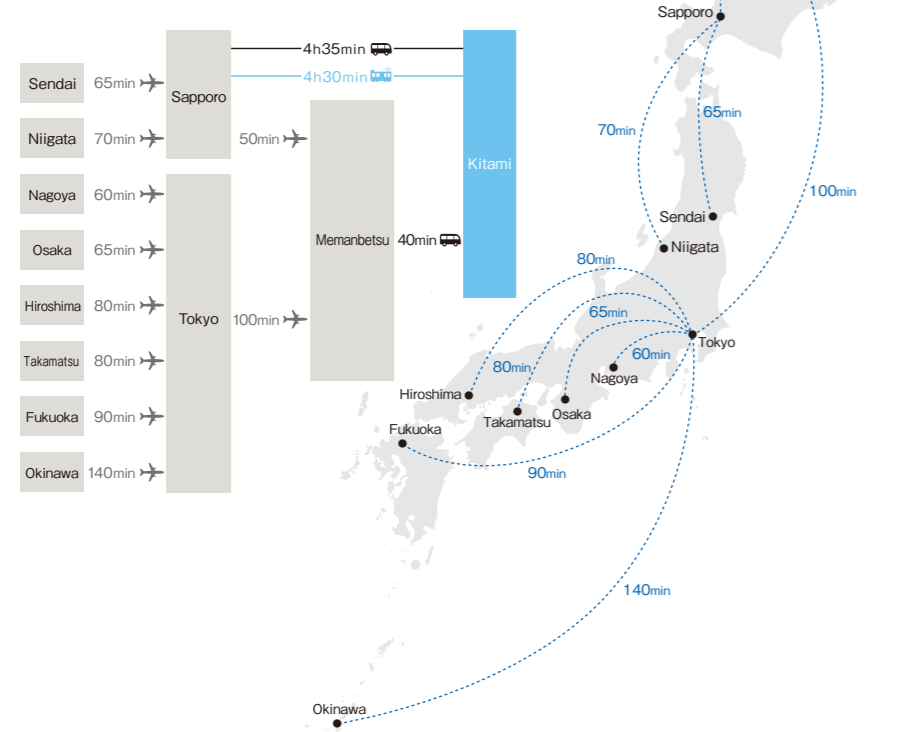 4h35min
4h30min
Sendai 65min
Sapporo
Niigata 70min
50min
Kitami
Nagoya 60min
Memanbetsu 40min
Osaka 65min
Hiroshima 80min
Tokyo 100min
Takamatsu 80min
Fukuoka 90min
Okinawa 140min
Sapporo
65min
70min
100min
Sendai
Niigata
80min
65min
Tokyo
60min
80min
Nagoya
Hiroshima
Osaka
Takamatsu
Fukuoka
90min
140min
Okinawa